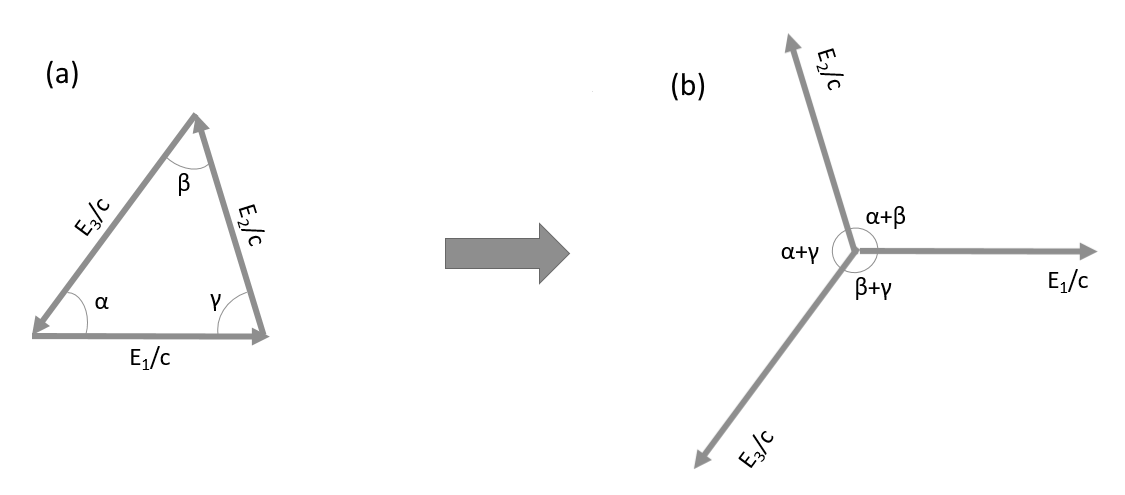 (a)
β
E₃/c
E₂/c
α
γ
E₁/c
(b)
E₂/c
α+β
α+γ
β+γ
E₁/c
E₃/c